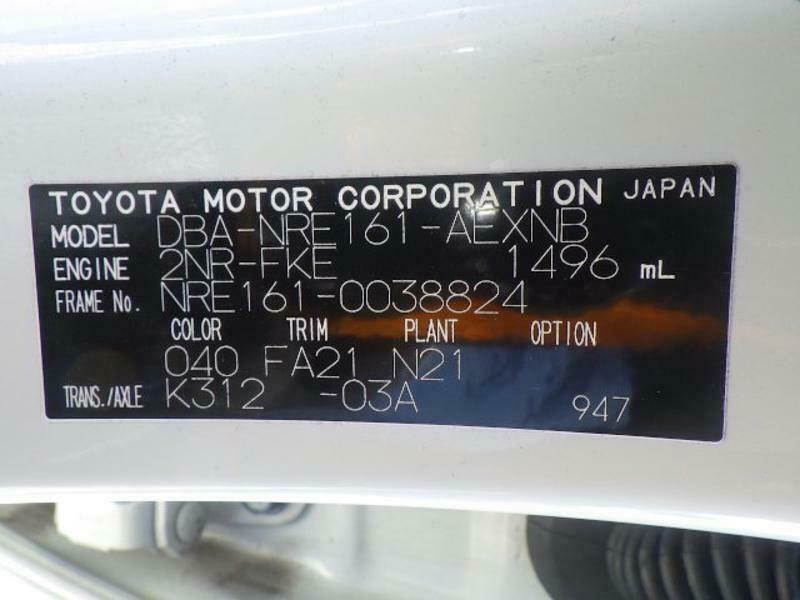 TOYOTA MOTOR CORPORATION JAPAN
MODEL DBA-NRE161-AEXNB
ENGINE 2NR-FKE 1496 mL
FRAME No. NRE161-0038824
COLOR TRIM PLANT OPTION
040 FA21 N21
TRANS./AXLE K312 -03A 947